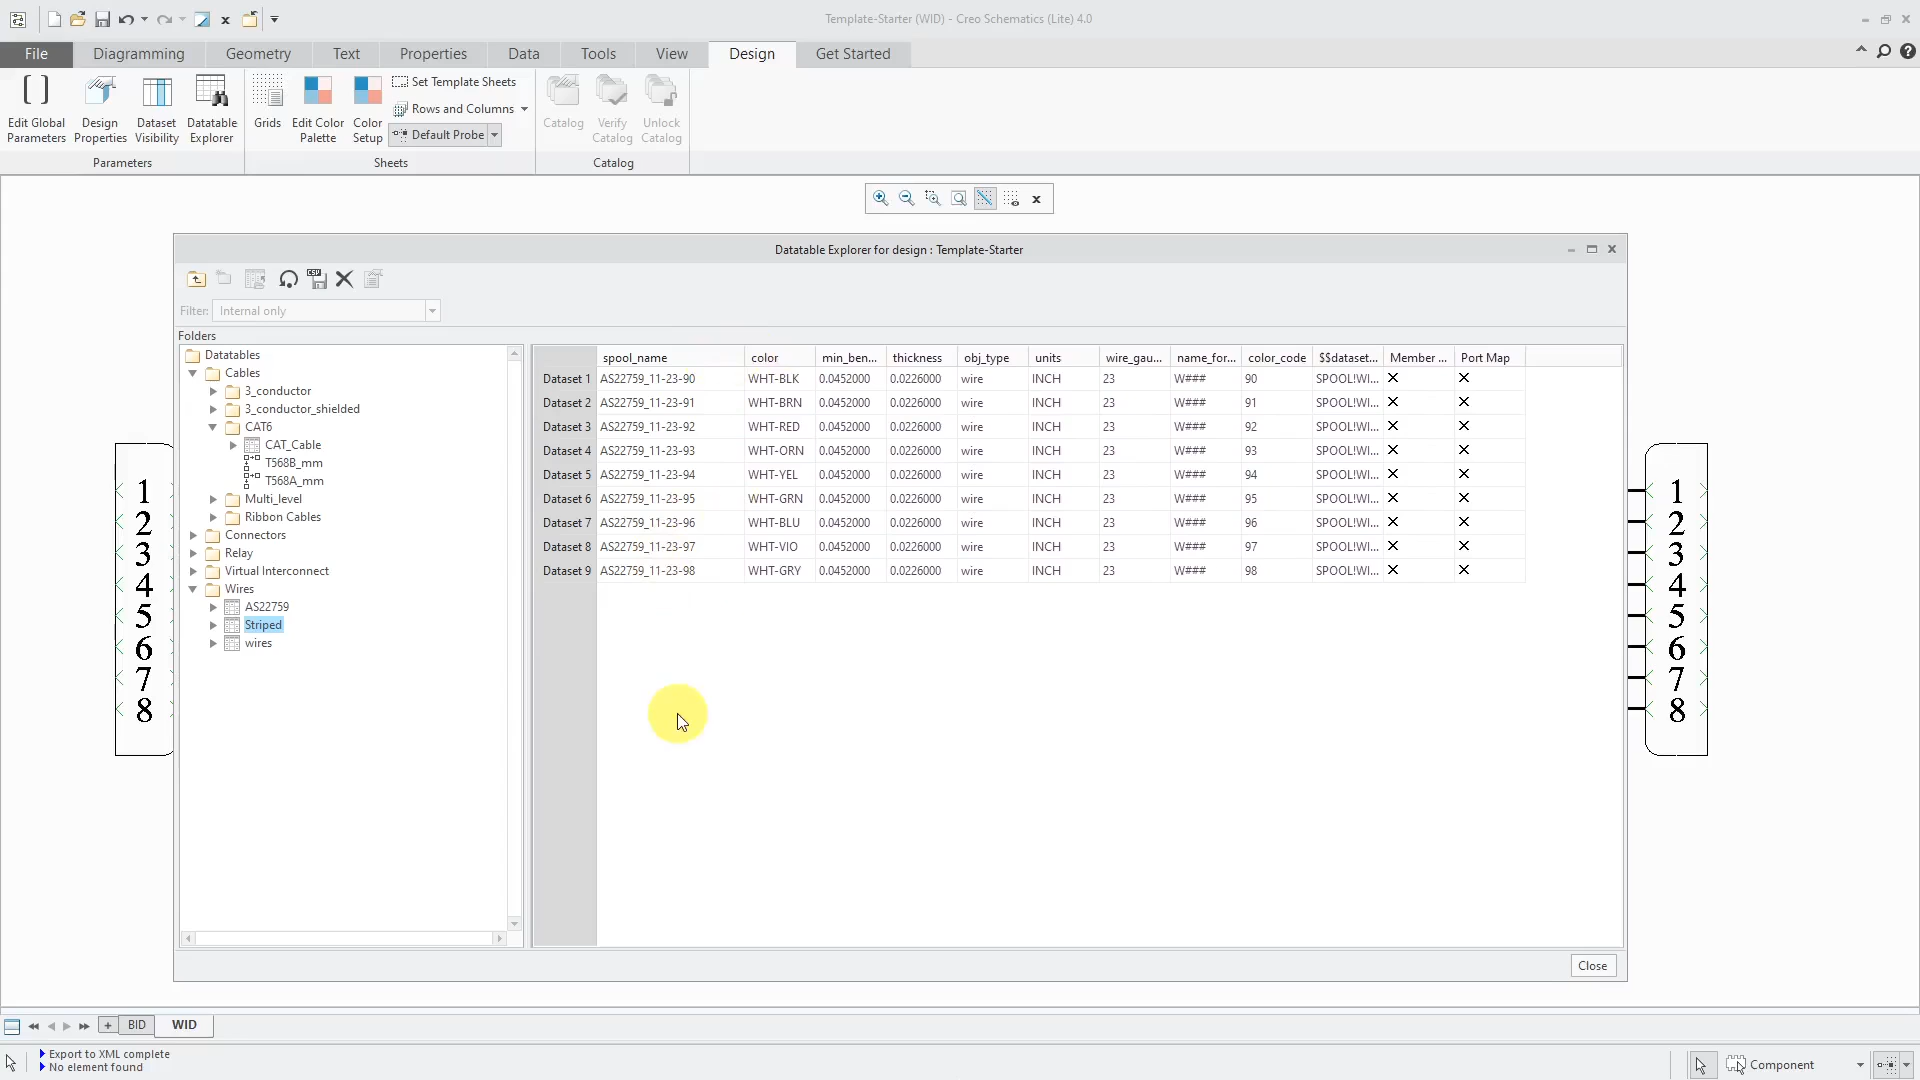 Template-Starter (WID) - Creo Schematics (Lite) 4.0
File Diagramming Geometry Text Properties Data Tools View Design Get Started
Edit Global Parameters
Design Properties
Dataset Visibility
Datatable Explorer
Parameters
Grids
Edit Color Palette
Color Setup
Set Template Sheets
Rows and Columns
Default Probe
Sheets
Catalog
Verify Catalog
Unlock Catalog
Catalog
Datatable Explorer for design : Template-Starter
CSV
Filter: Internal only
Folders
Datatables
Cables
3_conductor
3_conductor_shielded
CAT6
CAT_Cable
T568B_mm
T568A_mm
Multi_level
Ribbon Cables
Connectors
Relay
Virtual Interconnect
Wires
AS22759
Striped
wires
spool_name color min_ben... thickness obj_type units wire_gau... name_for... color_code $$dataset... Member ... Port Map
Dataset 1 AS22759_11-23-90 WHT-BLK 0.0452000 0.0226000 wire INCH 23 W### 90 SPOOL!WI...
Dataset 2 AS22759_11-23-91 WHT-BRN 0.0452000 0.0226000 wire INCH 23 W### 91 SPOOL!WI...
Dataset 3 AS22759_11-23-92 WHT-RED 0.0452000 0.0226000 wire INCH 23 W### 92 SPOOL!WI...
Dataset 4 AS22759_11-23-93 WHT-ORN 0.0452000 0.0226000 wire INCH 23 W### 93 SPOOL!WI...
Dataset 5 AS22759_11-23-94 WHT-YEL 0.0452000 0.0226000 wire INCH 23 W### 94 SPOOL!WI...
Dataset 6 AS22759_11-23-95 WHT-GRN 0.0452000 0.0226000 wire INCH 23 W### 95 SPOOL!WI...
Dataset 7 AS22759_11-23-96 WHT-BLU 0.0452000 0.0226000 wire INCH 23 W### 96 SPOOL!WI...
Dataset 8 AS22759_11-23-97 WHT-VIO 0.0452000 0.0226000 wire INCH 23 W### 97 SPOOL!WI...
Dataset 9 AS22759_11-23-98 WHT-GRY 0.0452000 0.0226000 wire INCH 23 W### 98 SPOOL!WI...
Close
1
2
3
4
5
6
7
8
1
2
3
4
5
6
7
8
BID WID
Export to XML complete
No element found
Component